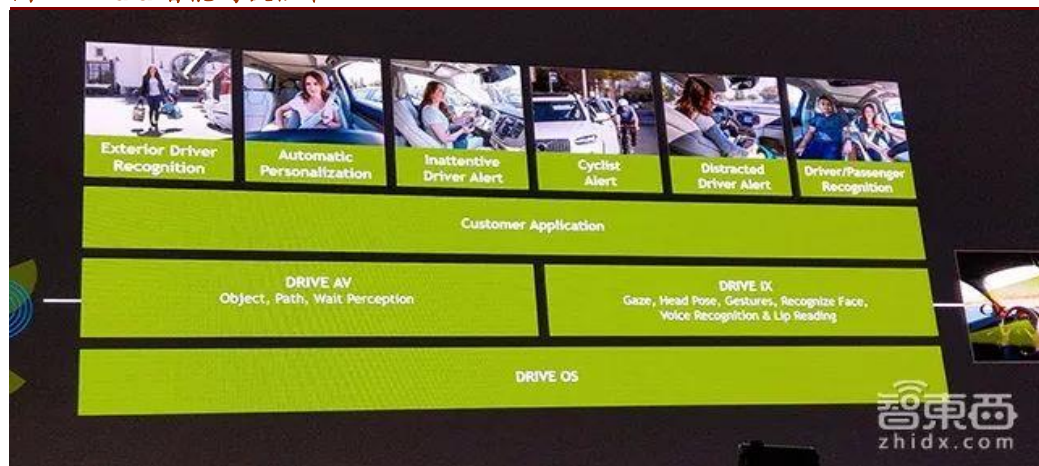 Exterior Driver
Recognition
Automatic
Personalization
Inattentive
Driver Alert
Cyclist
Alert
Distracted
Driver Alert
Driver/Passenger
Recognition
Customer Application
DRIVE AV
Object, Path, Wait Perception
DRIVE IX
Gaze, Head Pose, Gestures, Recognize Face,
Voice Recognition & Lip Reading
DRIVE OS
智東西
zhidx.com